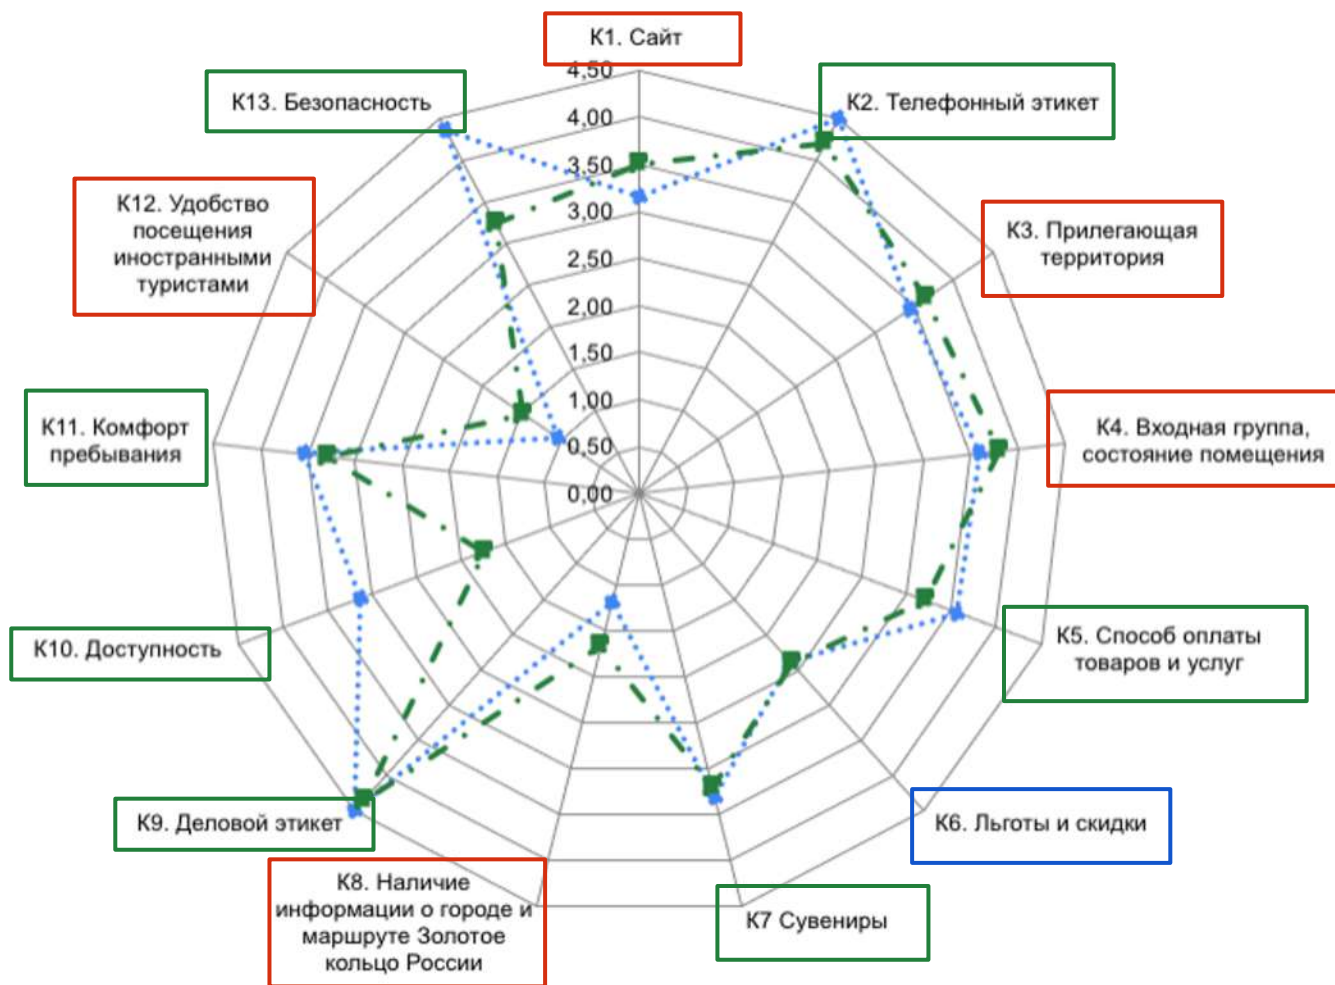 К1. Сайт
4,50
4,00
3,50
3,00
2,50
2,00
1,50
1,00
0,50
0,00
К2. Телефонный этикет
К3. Прилегающая
территория
К4. Входная группа,
состояние помещения
К5. Способ оплаты
товаров и услуг
К6. Льготы и скидки
К7 Сувениры
К8. Наличие
информации о городе и
маршруте Золотое
кольцо России
К9. Деловой этикет
К10. Доступность
К11. Комфорт
пребывания
К12. Удобство
посещения
иностранными
туристами
К13. Безопасность